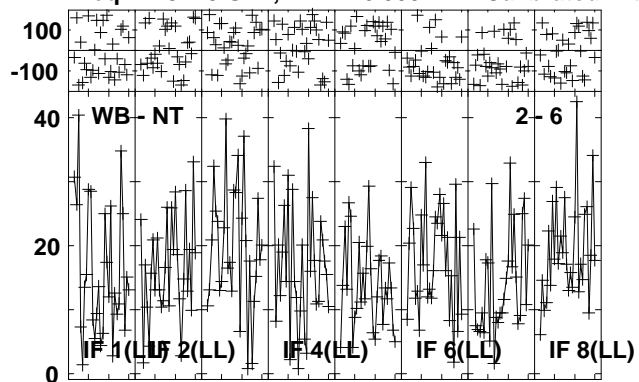 100
-100
40
WB - NT 2 - 6
20
IF 1(LL) IF 2(LL) IF 4(LL) IF 6(LL) IF 8(LL)
0